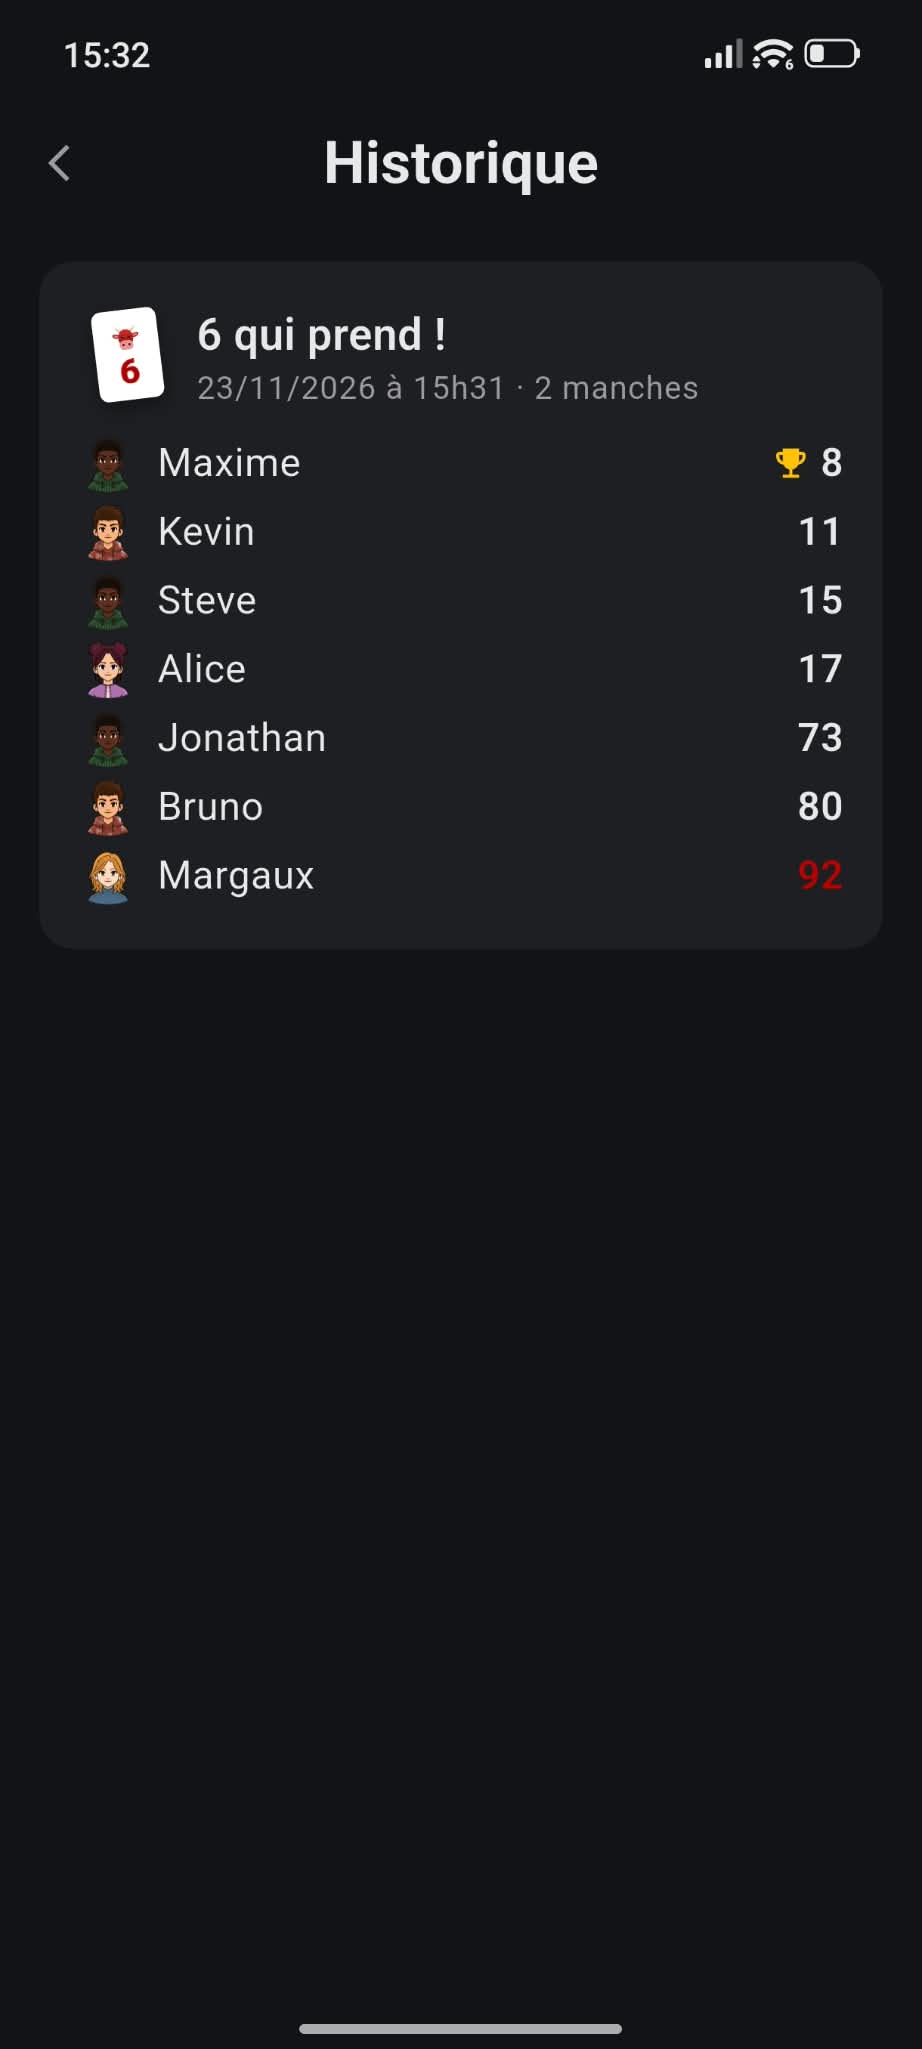 15:32
6
Historique
6
6 qui prend !
23/11/2026 à 15h31 · 2 manches
Maxime 8
Kevin 11
Steve 15
Alice 17
Jonathan 73
Bruno 80
Margaux 92